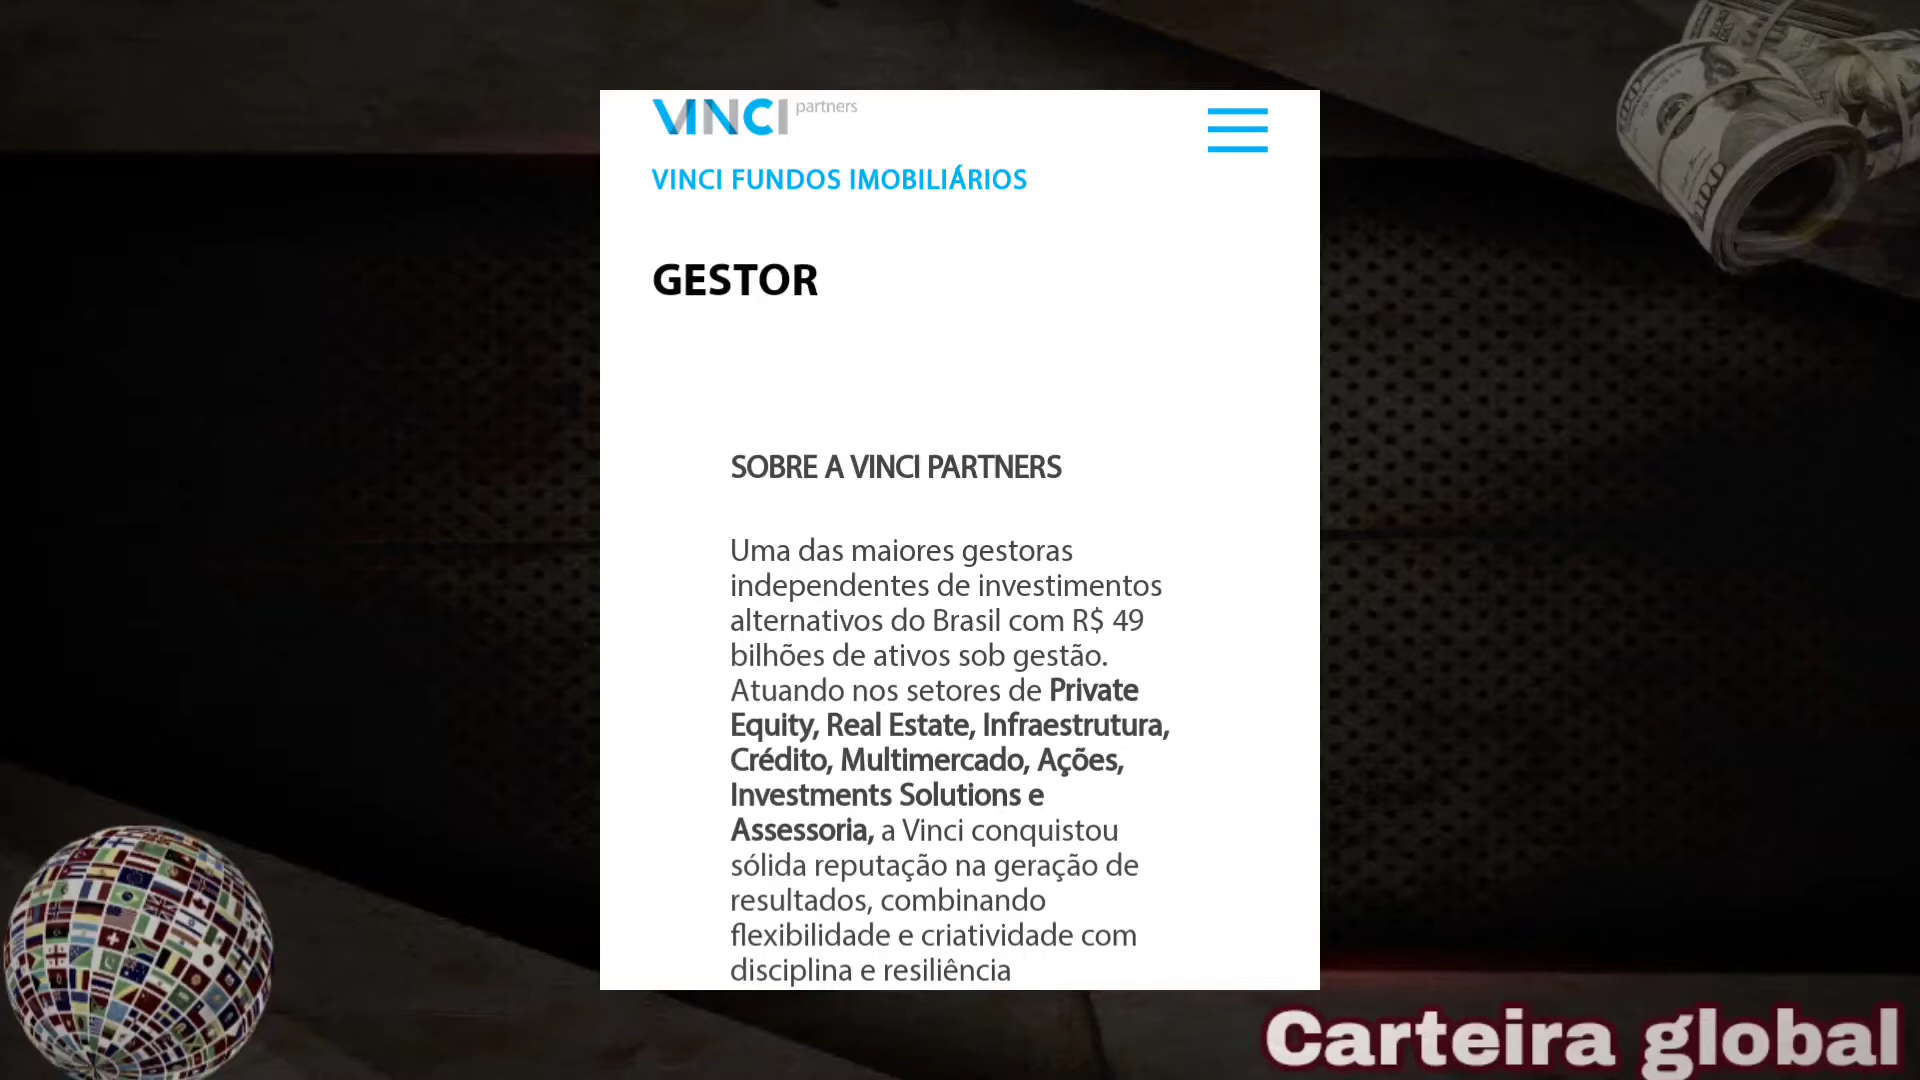 VINCI partners
VINCI FUNDOS IMOBILIÁRIOS
GESTOR
SOBRE A VINCI PARTNERS
Uma das maiores gestoras
independentes de investimentos
alternativos do Brasil com R$ 49
bilhões de ativos sob gestão.
Atuando nos setores de Private
Equity, Real Estate, Infraestrutura,
Crédito, Multimercado, Ações,
Investments Solutions e
Assessoria, a Vinci conquistou
sólida reputação na geração de
resultados, combinando
flexibilidade e criatividade com
disciplina e resiliência
Carteira global